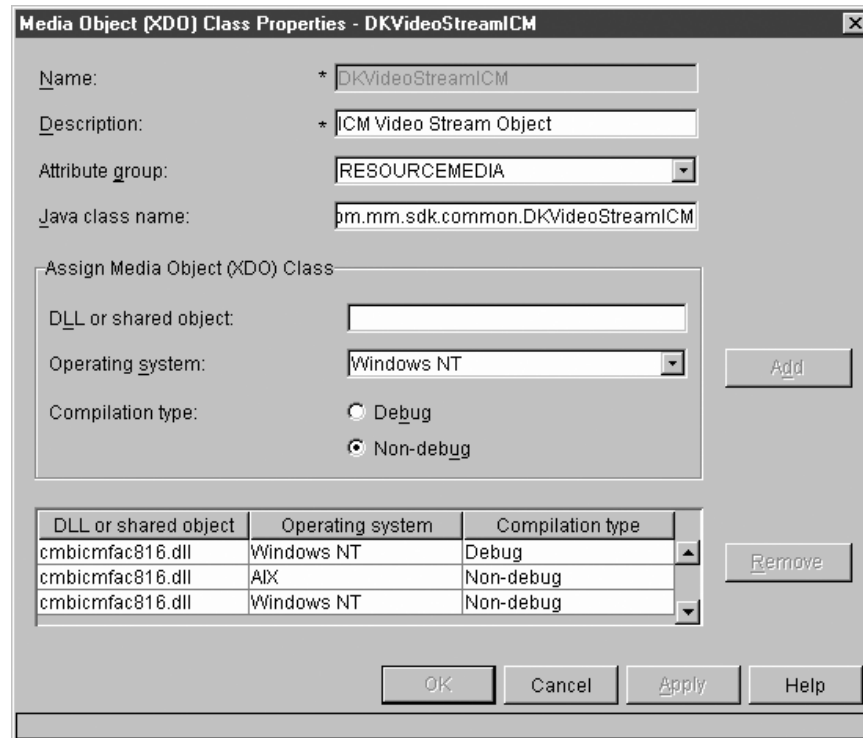 Media Object (XDO) Class Properties - DKVideoStreamICM
Name: * DKVideoStreamICM
Description: * ICM Video Stream Object
Attribute group: RESOURCEMEDIA
Java class name: om.mm.sdk.common.DKVideoStreamICM
Assign Media Object (XDO) Class
DLL or shared object:
Operating system: Windows NT Add
Compilation type: Debug
Non-debug
DLL or shared object Operating system Compilation type
cmbicmfac816.dll Windows NT Debug
cmbicmfac816.dll AIX Non-debug
cmbicmfac816.dll Windows NT Non-debug
Remove
OK Cancel Apply Help